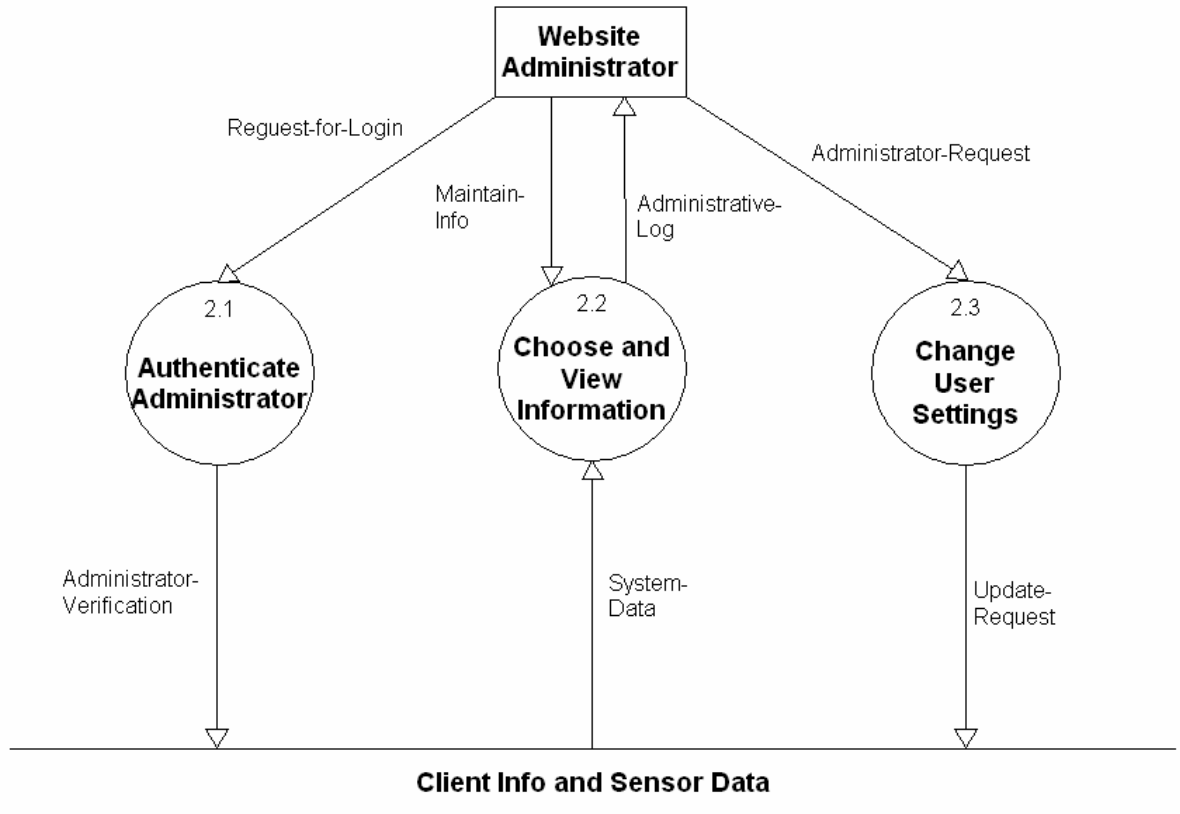 Website
Administrator
Reguest-for-Login
Administrator-Request
Maintain-
Info
Administrative-
Log
2.1
Authenticate
Administrator
2.2
Choose and
View
Information
2.3
Change
User
Settings
Administrator-
Verification
System-
Data
Update-
Request
Client Info and Sensor Data